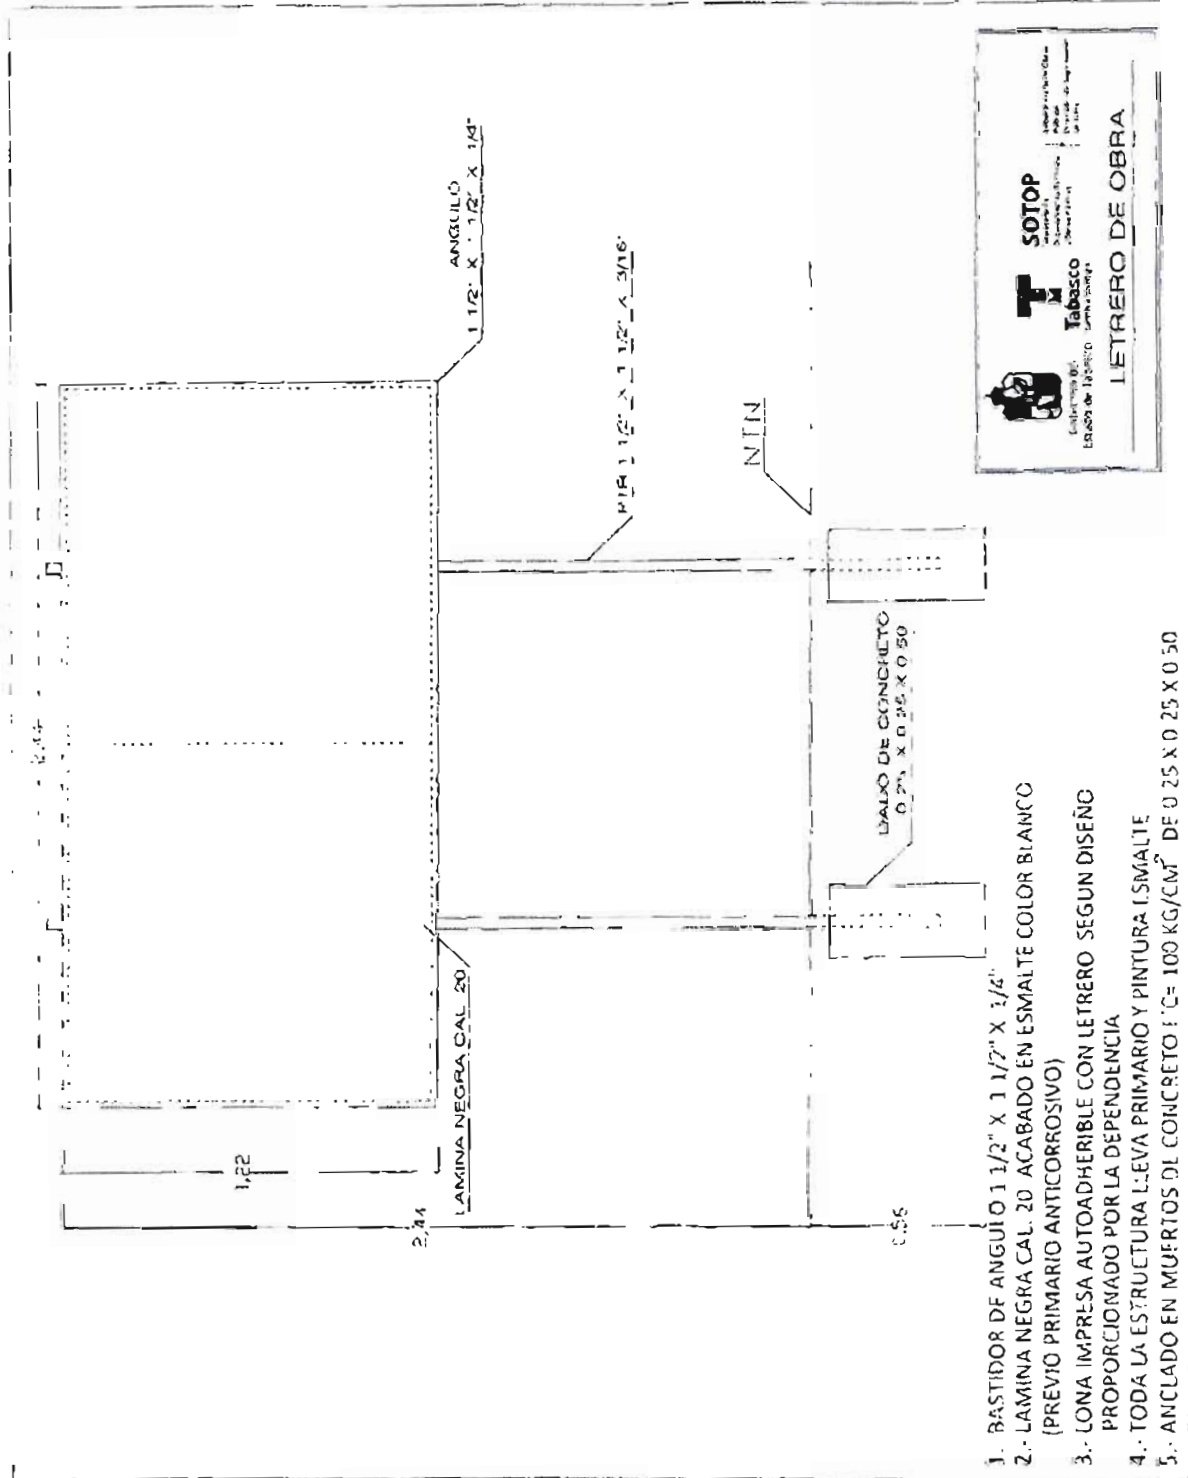 2,44
ANGULO
1 1/2" X 1 1/2" X 1/4"
1,22
2,44
LAMINA NEGRA CAL 20
PTR 1 1/2" X 1 1/2" X 3/16"
NTN
DADO DE CONCRETO
0.25 X 0.25 X 0.50
1. BASTIDOR DE ANGULO 1 1/2" X 1 1/2" X 1/4"
2.- LAMINA NEGRA CAL. 20 ACABADO EN ESMALTE COLOR BLANCO
(PREVIO PRIMARIO ANTICORROSIVO)
3.- LONA IMPRESA AUTOADHERIBLE CON LETRERO SEGUN DISEÑO
PROPORCIONADO POR LA DEPENDENCIA
4.- TODA LA ESTRUCTURA LLEVA PRIMARIO Y PINTURA ESMALTE
5.- ANCLADO EN MUERTOS DE CONCRETO F'C= 100 KG/CM² DE 0.25 X 0.25 X 0.50
Gobierno del
Estado de Tabasco
Tabasco
SOTOP
LETRERO DE OBRA